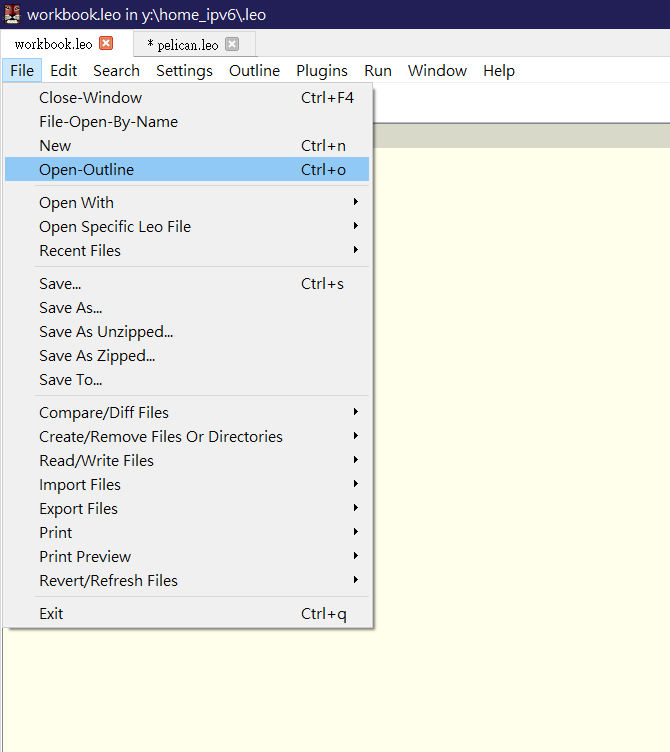 workbook.leo in y:\home_ipv6\.leo
workbook.leo * pelican.leo
File Edit Search Settings Outline Plugins Run Window Help
Close-Window Ctrl+F4
File-Open-By-Name
New Ctrl+n
Open-Outline Ctrl+o
Open With
Open Specific Leo File
Recent Files
Save... Ctrl+s
Save As...
Save As Unzipped...
Save As Zipped...
Save To...
Compare/Diff Files
Create/Remove Files Or Directories
Read/Write Files
Import Files
Export Files
Print
Print Preview
Revert/Refresh Files
Exit Ctrl+q